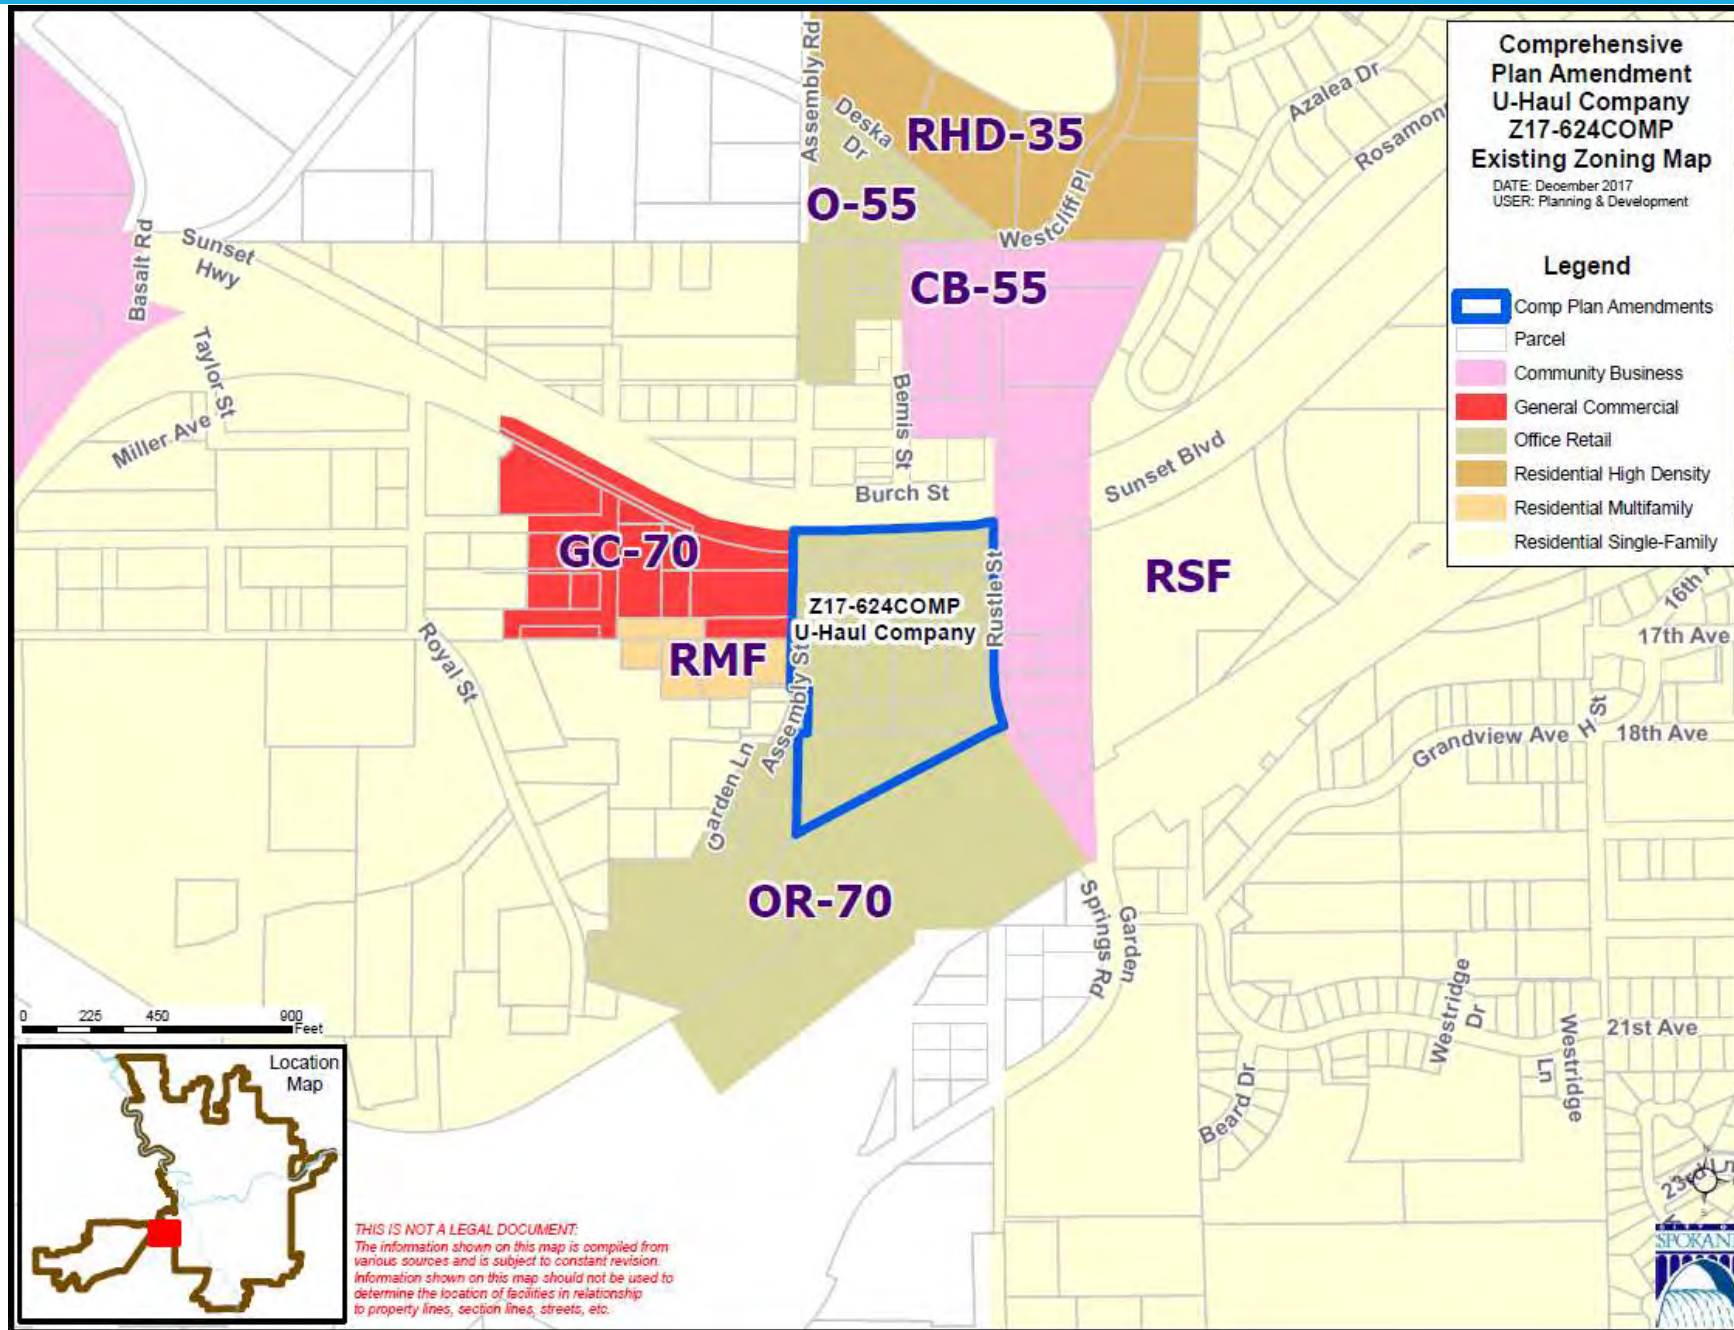 Comprehensive
Plan Amendment
U-Haul Company
Z17-624COMP
Existing Zoning Map
DATE: December 2017
USER: Planning & Development
Legend
Comp Plan Amendments
Parcel
Community Business
General Commercial
Office Retail
Residential High Density
Residential Multifamily
Residential Single-Family
Assembly Rd
Deska
Dr
RHD-35
Azalea Dr
O-55
Westcliff Pl
Basalt Rd
Sunset
Hwy
CB-55
Taylor St
Miller Ave
Bemis St
Burch St
Sunset Blvd
GC-70
RSF
Z17-624COMP
U-Haul Company
Rustle St
17th Ave
RMF
Royal St
Assembly St
Garden Ln
Grandview Ave
H St
18th Ave
OR-70
Garden
Springs Rd
Westridge
Dr
Westridge
Ln
21st Ave
Beard Dr
0 225 450 900
Feet
Location
Map
THIS IS NOT A LEGAL DOCUMENT:
The information shown on this map is compiled from
various sources and is subject to constant revision.
Information shown on this map should not be used to
determine the location of facilities in relationship
to property lines, section lines, streets, etc.